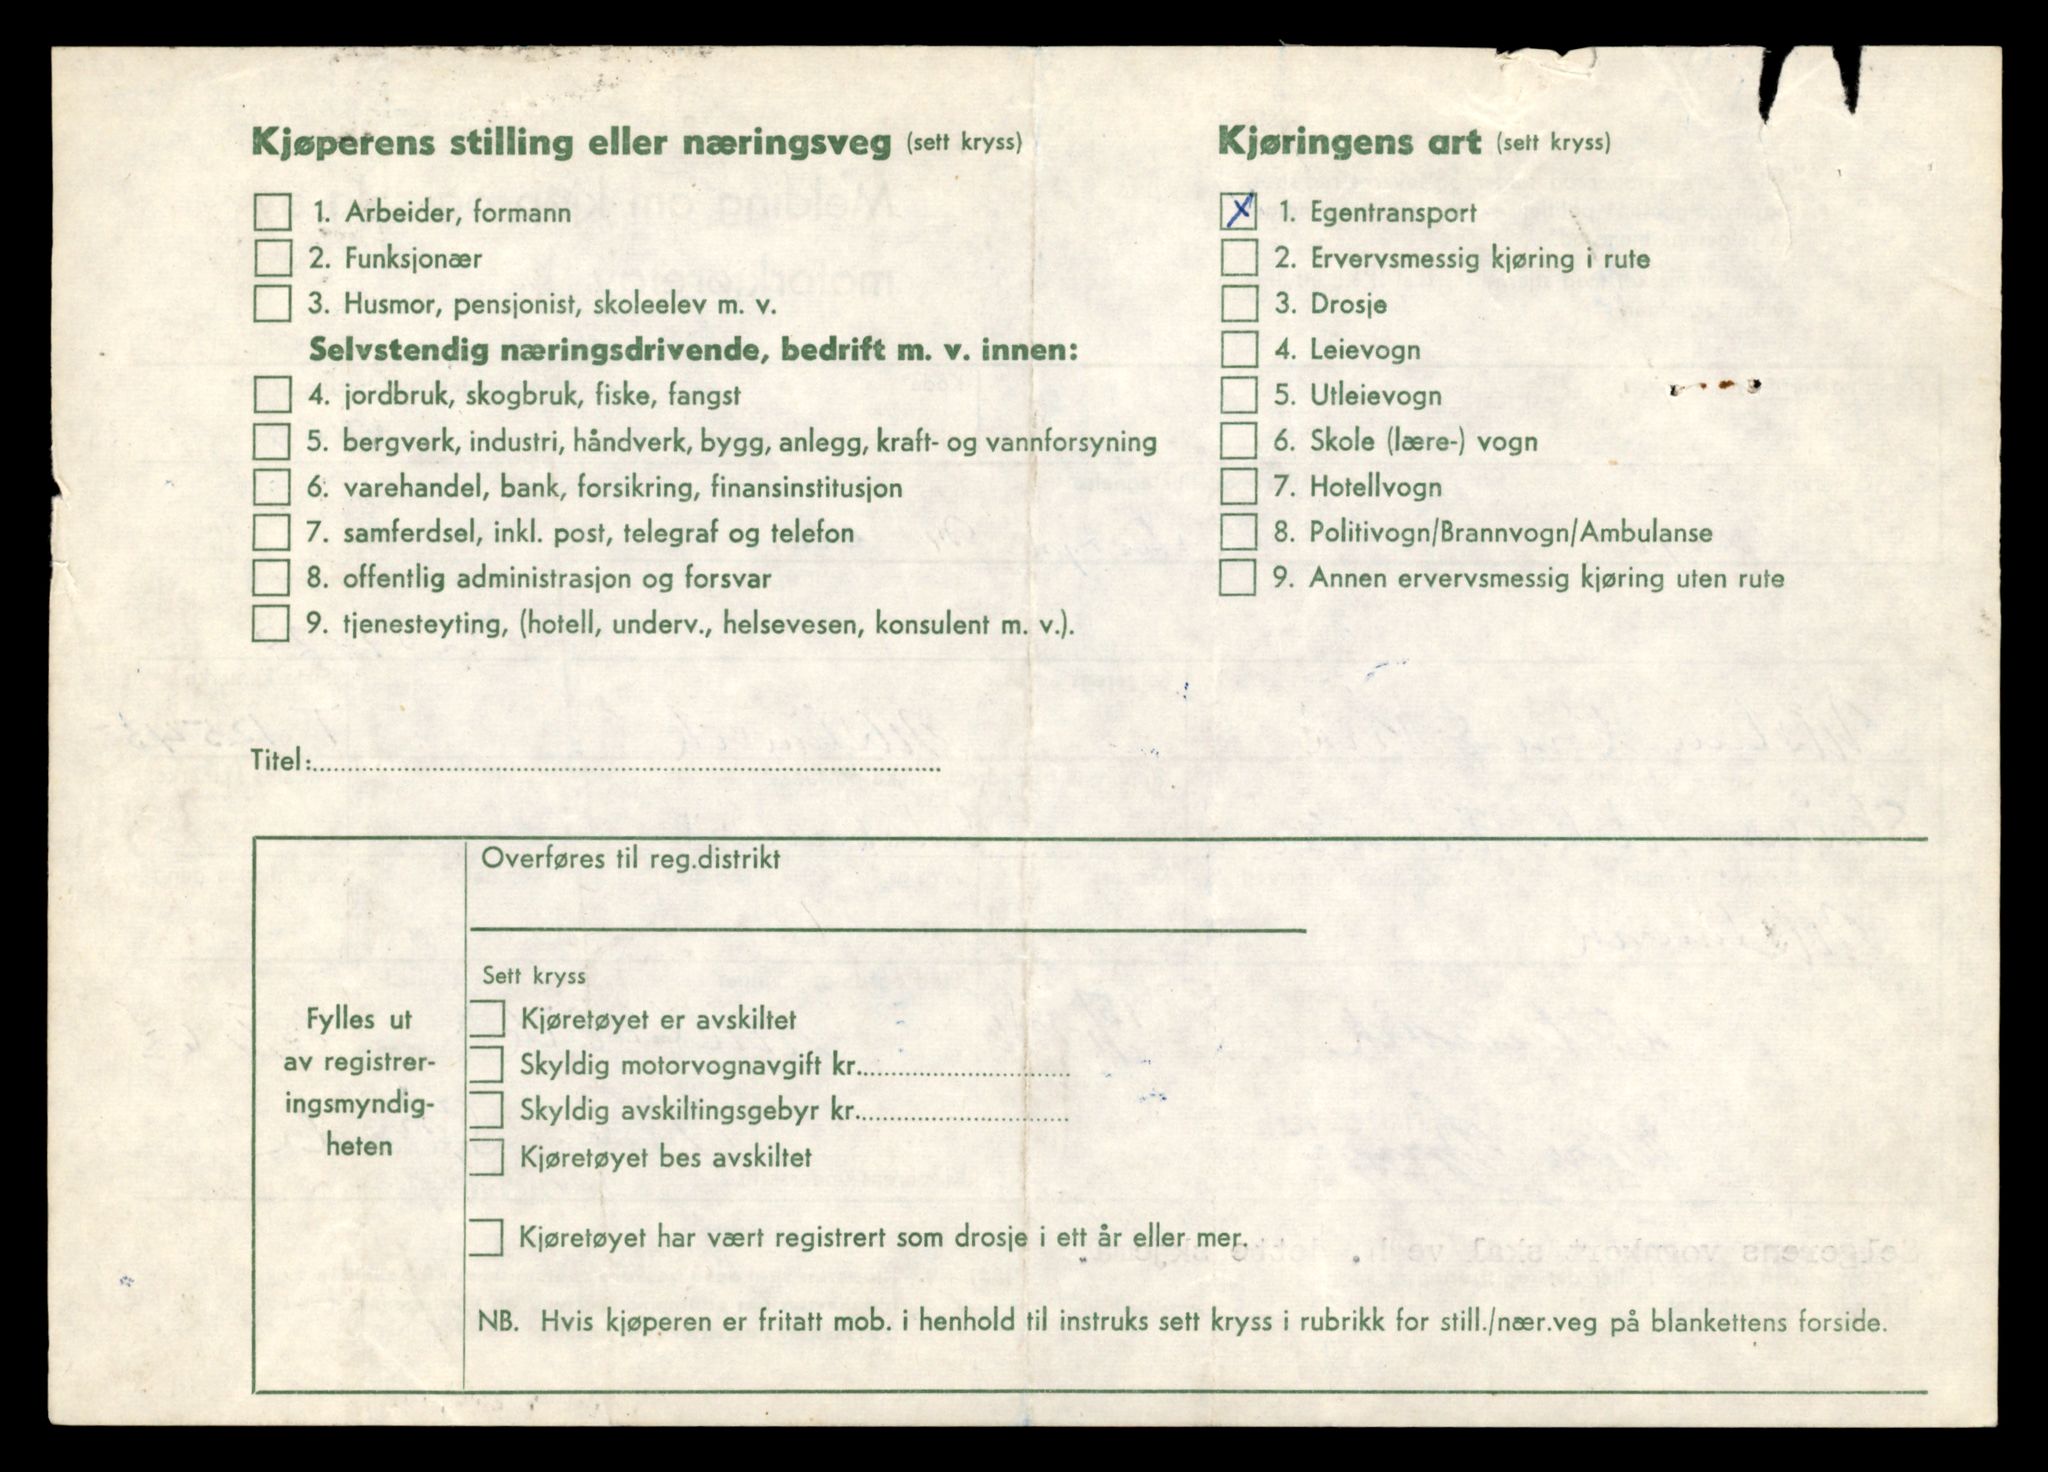 Kjøperens stilling eller næringsveg (sett kryss)
1. Arbeider, formann
2. Funksjonær
3. Husmor, pensjonist, skoleelev m. v.
Selvstendig næringsdrivende, bedrift m. v. innen:
4. jordbruk, skogbruk, fiske, fangst
5. bergverk, industri, håndverk, bygg, anlegg, kraft- og vannforsyning
6. varehandel, bank, forsikring, finansinstitusjon
7. samferdsel, inkl. post, telegraf og telefon
8. offentlig administrasjon og forsvar
9. tjenesteyting, (hotell, underv., helsevesen, konsulent m. v.).
Titel:
Kjøringens art (sett kryss)
X 1. Egentransport
2. Ervervsmessig kjøring i rute
3. Drosje
4. Leievogn
5. Utleievogn
6. Skole (lære-) vogn
7. Hotellvogn
8. Politivogn/Brannvogn/Ambulanse
9. Annen ervervsmessig kjøring uten rute
Fylles ut
av registrer-
ingsmyndig-
heten
Overføres til reg.distrikt
Sett kryss
Kjøretøyet er avskiltet
Skyldig motorvognavgift kr.
Skyldig avskiltingsgebyr kr.
Kjøretøyet bes avskiltet
Kjøretøyet har vært registrert som drosje i ett år eller mer.
NB. Hvis kjøperen er fritatt mob. i henhold til instruks sett kryss i rubrikk for still./nær.veg på blankettens forside.